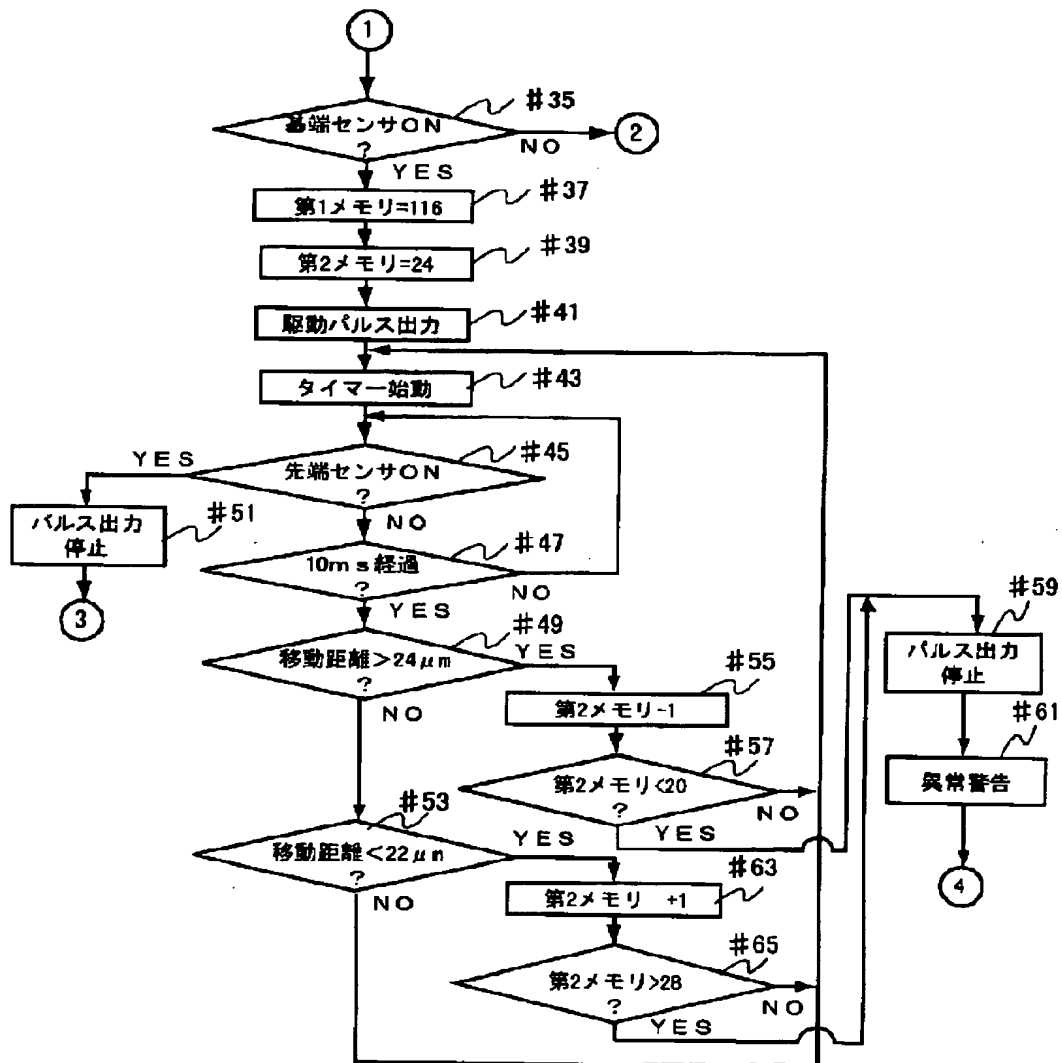 1
#35
基端センサON
?
NO
2
YES
#37
第1メモリ=116
#39
第2メモリ=24
#41
駆動パルス出力
#43
タイマー始動
YES
#45
先端センサON
?
#51
パルス出力
停止
NO
#47
10ms経過
?
NO
3
YES
#49
移動距離>24μm
?
YES
#59
パルス出力
停止
NO
#55
第2メモリ-1
#61
異常警告
#57
第2メモリ<20
?
NO
YES
#53
移動距離<22μm
?
YES
NO
#63
第2メモリ +1
4
#65
第2メモリ>28
?
NO
YES